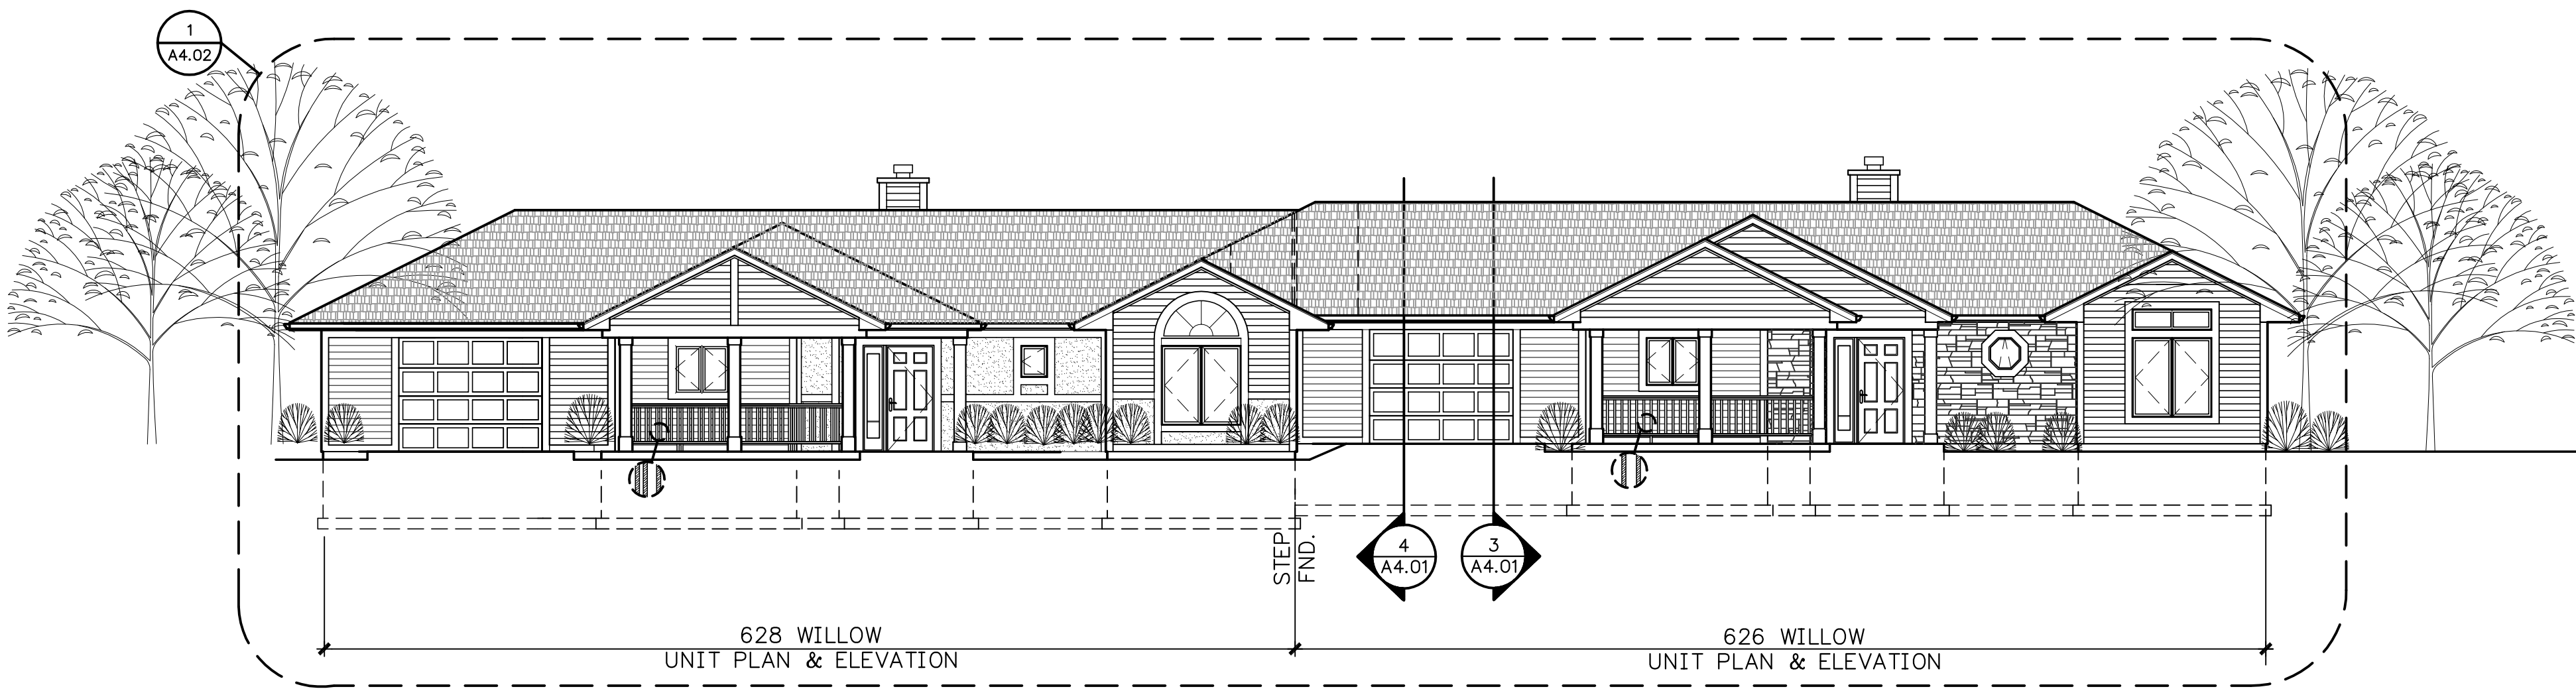 1
A4.02
STEP
FND.
4
A4.01
3
A4.01
628 WILLOW
UNIT PLAN & ELEVATION
626 WILLOW
UNIT PLAN & ELEVATION